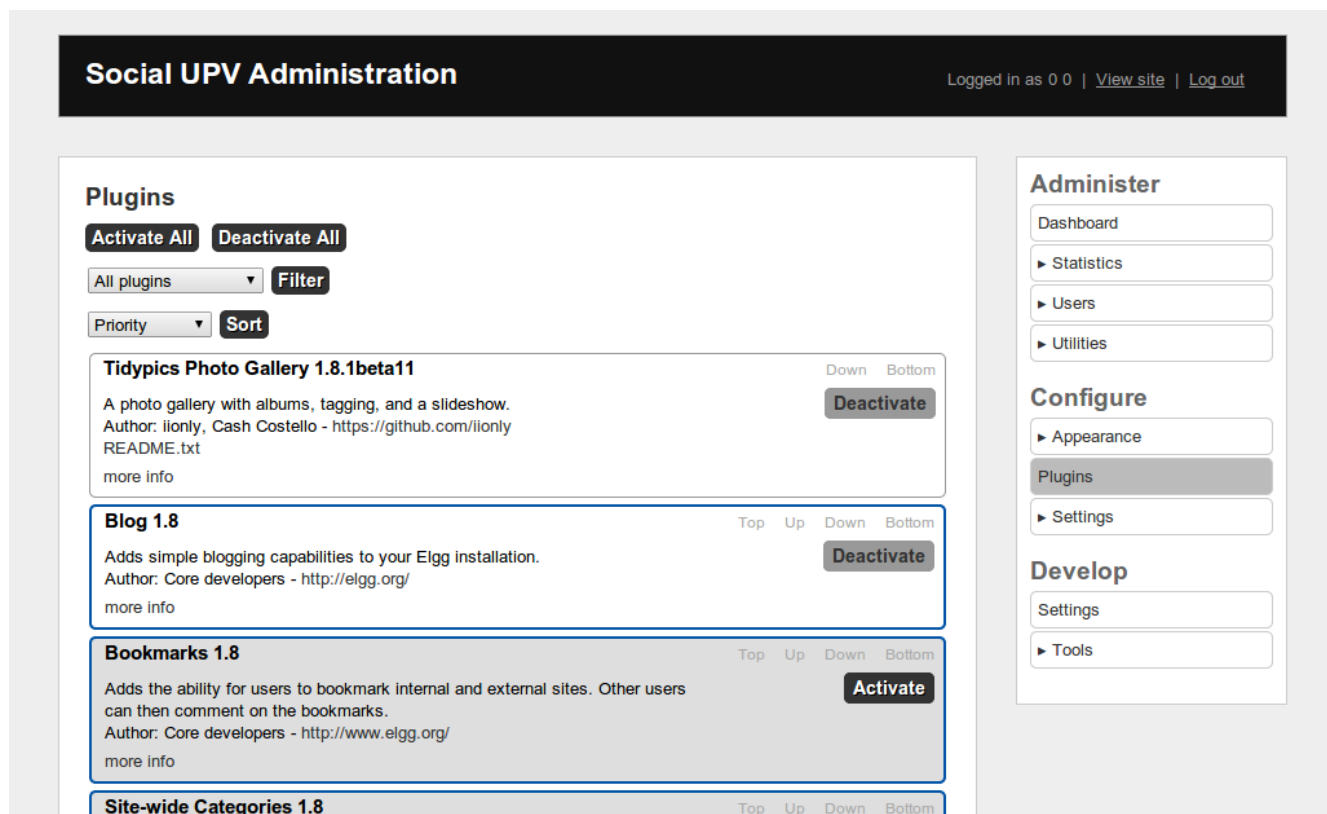 Social UPV Administration
Logged in as 0 0 | View site | Log out
Plugins
Activate All Deactivate All
All plugins Filter
Priority Sort
Tidypics Photo Gallery 1.8.1beta11
Down Bottom
A photo gallery with albums, tagging, and a slideshow.
Deactivate
Author: iionly, Cash Costello - https://github.com/iionly
README.txt
more info
Blog 1.8
Top Up Down Bottom
Adds simple blogging capabilities to your Elgg installation.
Deactivate
Author: Core developers - http://elgg.org/
more info
Bookmarks 1.8
Top Up Down Bottom
Adds the ability for users to bookmark internal and external sites. Other users
Activate
can then comment on the bookmarks.
Author: Core developers - http://www.elgg.org/
more info
Site-wide Categories 1.8
Top Up Down Bottom
Administer
Dashboard
▸ Statistics
▸ Users
▸ Utilities
Configure
▸ Appearance
Plugins
▸ Settings
Develop
Settings
▸ Tools